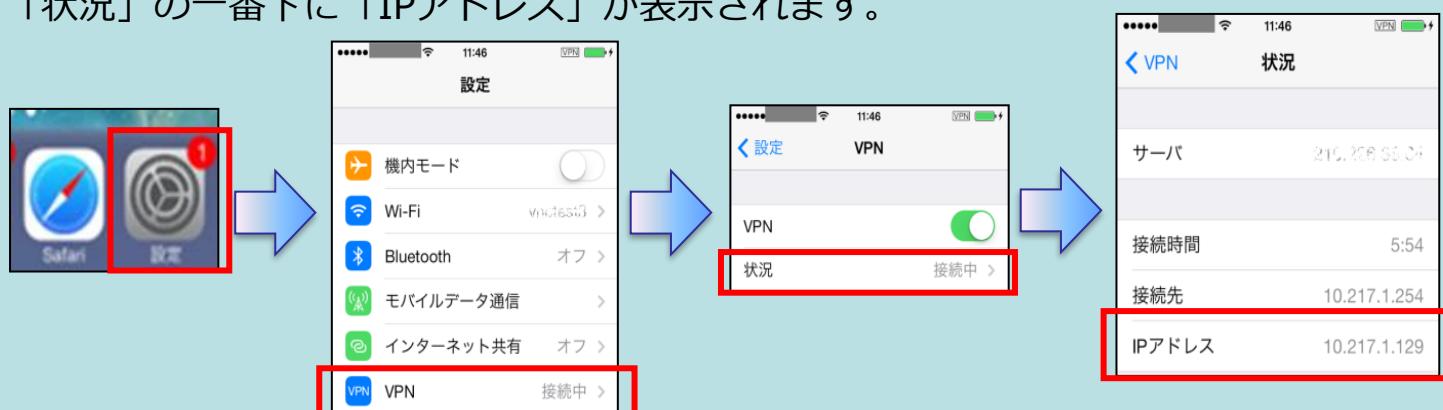 「状況」の一番下に「IPアドレス」が表示されます。
1
Safari
設定
11:46
VPN
設定
機内モード
Wi-Fi
Bluetooth オフ
モバイルデータ通信
インターネット共有 オフ
VPN VPN 接続中
11:46
VPN
設定 VPN
VPN
状況 接続中
11:46
VPN
VPN 状況
サーバ
接続時間 5:54
接続先 10.217.1.254
IPアドレス 10.217.1.129